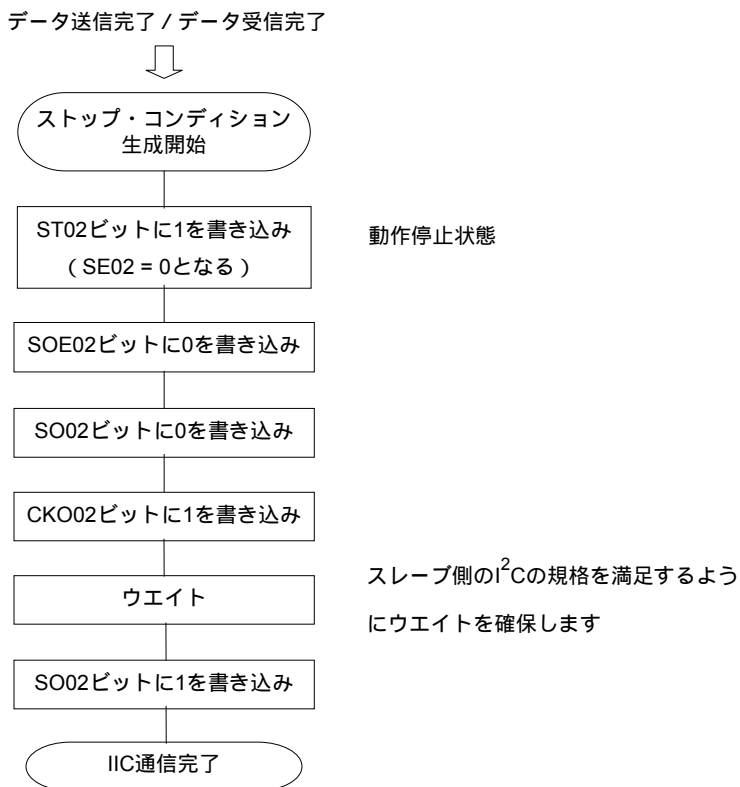 データ送信完了 / データ受信完了
ストップ・コンディション
生成開始
ST02ビットに1を書き込み
( SE02 = 0となる )
動作停止状態
SOE02ビットに0を書き込み
SO02ビットに0を書き込み
CKO02ビットに1を書き込み
ウエイト
スレーブ側のI²Cの規格を満足するよう
にウエイトを確保します
SO02ビットに1を書き込み
IIC通信完了